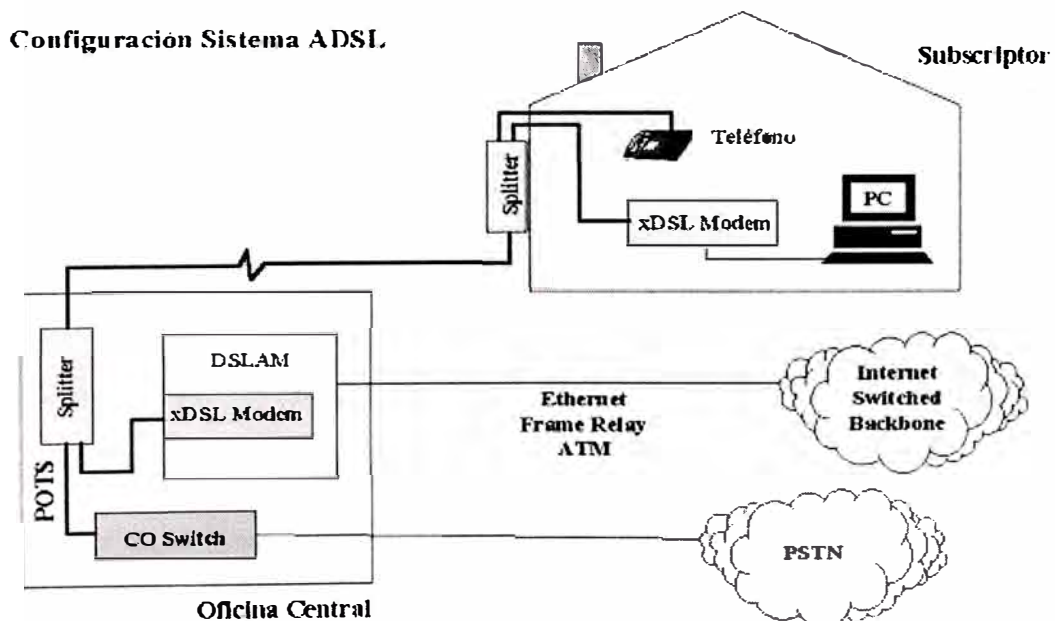 Configuración Sistema ADSL
Subscriptor
Teléfono
Splitter
PC
xDSL Modem
Splitter
DSLAM
xDSL Modem
POTS
CO Switch
Ethernet
Frame Relay
ATM
Internet
Switched
Backbone
PSTN
Oficina Central